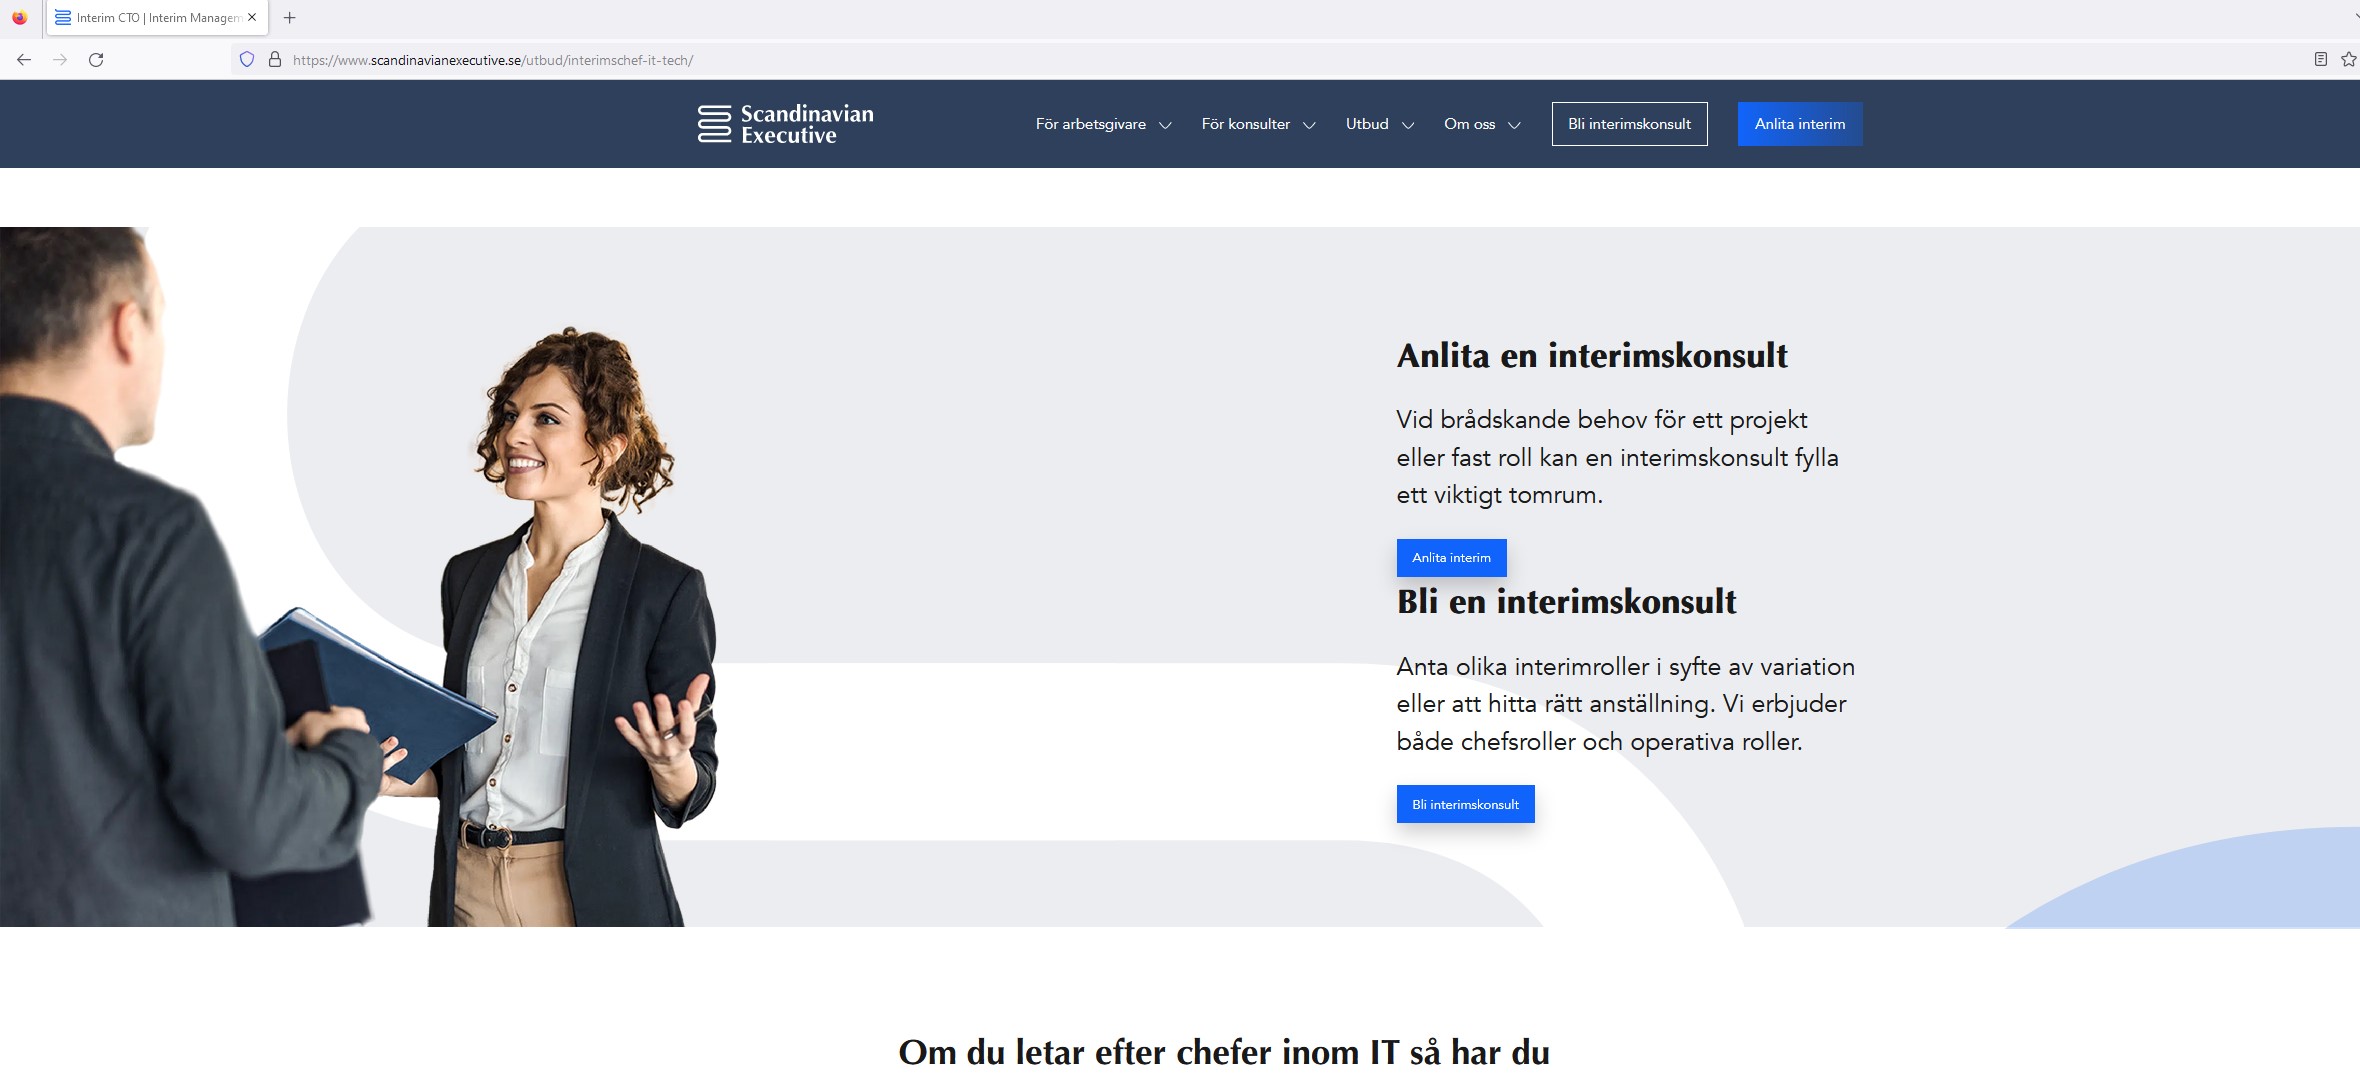 Interim CTO | Interim Managem
https://www.scandinavianexecutive.se/utbud/interimschef-it-tech/
Scandinavian
Executive
För arbetsgivare
För konsulter
Utbud
Om oss
Bli interimskonsult
Anlita interim
Anlita en interimskonsult
Vid brådskande behov för ett projekt
eller fast roll kan en interimskonsult fylla
ett viktigt tomrum.
Anlita interim
Bli en interimskonsult
Anta olika interimroller i syfte av variation
eller att hitta rätt anställning. Vi erbjuder
både chefsroller och operativa roller.
Bli interimskonsult
Om du letar efter chefer inom IT så har du